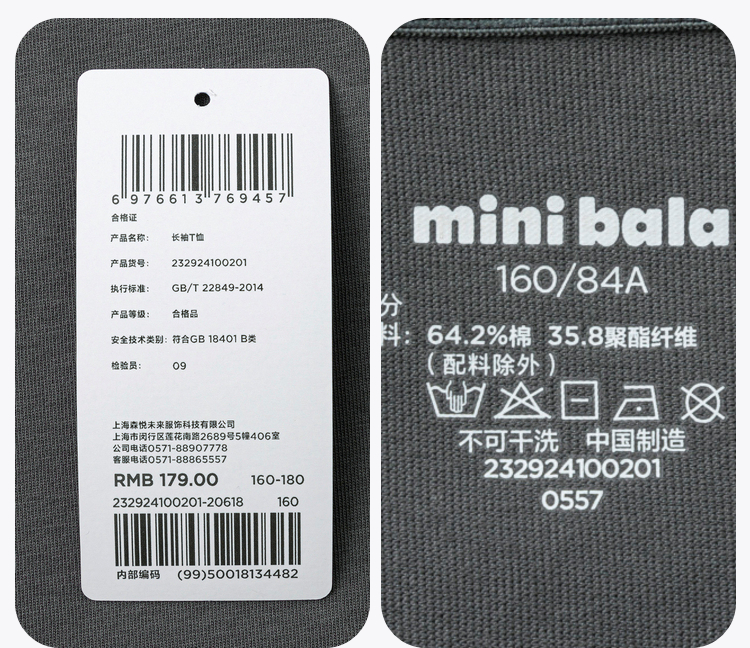 6 976613 769457
合格证
产品名称: 长袖T恤
产品货号: 232924100201
执行标准: GB/T 22849-2014
产品等级: 合格品
安全技术类别: 符合GB 18401 B类
检验员: 09
上海森悦未来服饰科技有限公司
上海市闵行区莲花南路2689号5幢406室
公司电话0571-88907778
客服电话0571-88865557
RMB 179.00 160-180
232924100201-20618 160
内部编码 (99)50018134482
mini bala
160/84A
分
料: 64.2%棉 35.8聚酯纤维
(配料除外)
不可干洗 中国制造
232924100201
0557